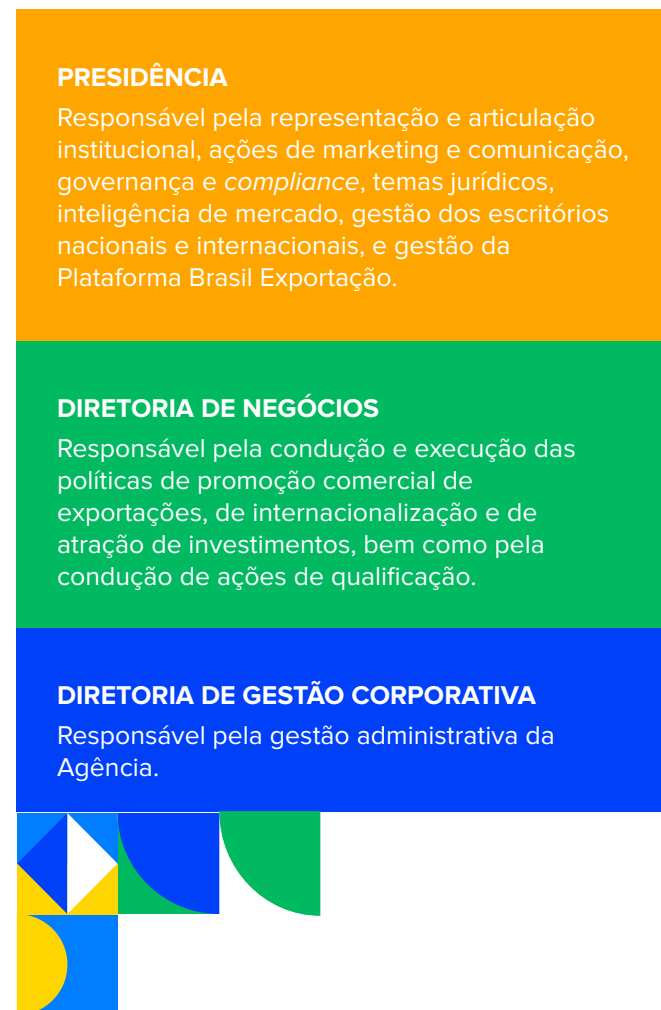 PRESIDÊNCIA
Responsável pela representação e articulação
institucional, ações de marketing e comunicação,
governança e compliance, temas jurídicos,
inteligência de mercado, gestão dos escritórios
nacionais e internacionais, e gestão da
Plataforma Brasil Exportação.
DIRETORIA DE NEGÓCIOS
Responsável pela condução e execução das
políticas de promoção comercial de
exportações, de internacionalização e de
atração de investimentos, bem como pela
condução de ações de qualificação.
DIRETORIA DE GESTÃO CORPORATIVA
Responsável pela gestão administrativa da
Agência.